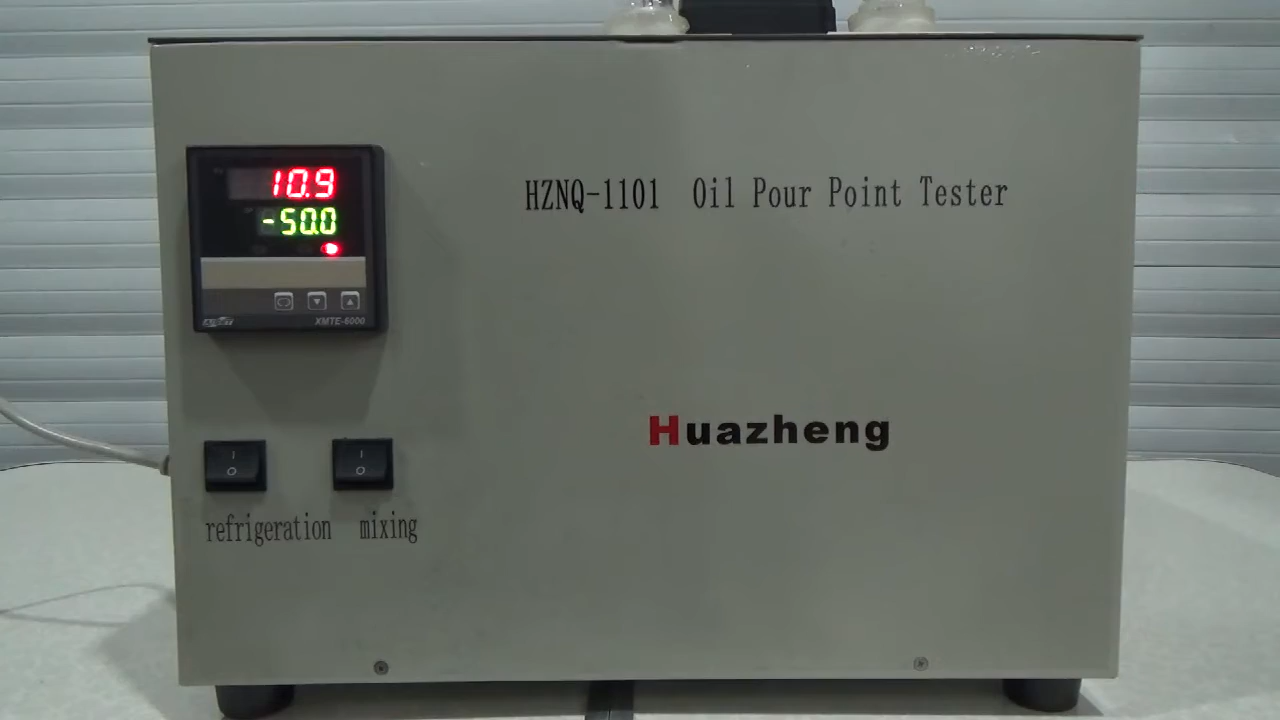 10.9
-50.0
XMTE-6000
HZNQ-1101 Oil Pour Point Tester
Huazheng
refrigeration mixing